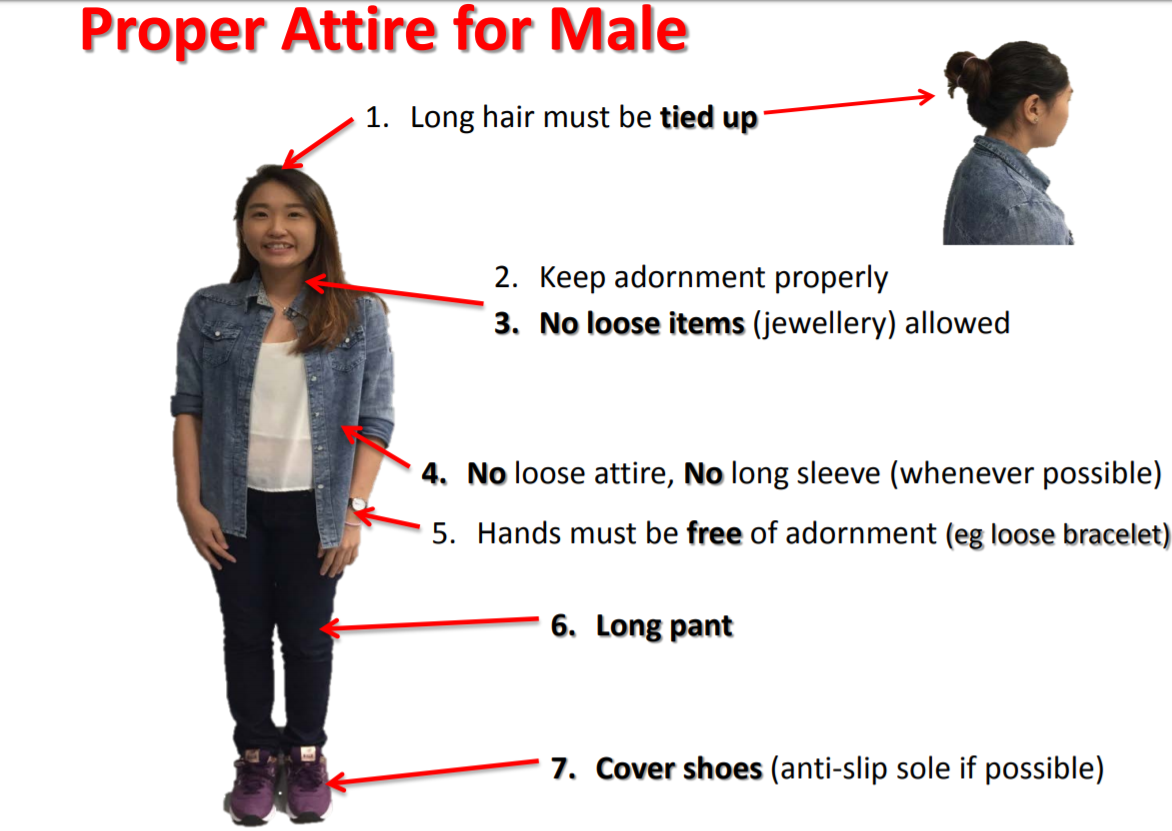 Proper Attire for Male
1. Long hair must be tied up
2. Keep adornment properly
3. No loose items (jewellery) allowed
4. No loose attire, No long sleeve (whenever possible)
5. Hands must be free of adornment (eg loose bracelet)
6. Long pant
7. Cover shoes (anti-slip sole if possible)